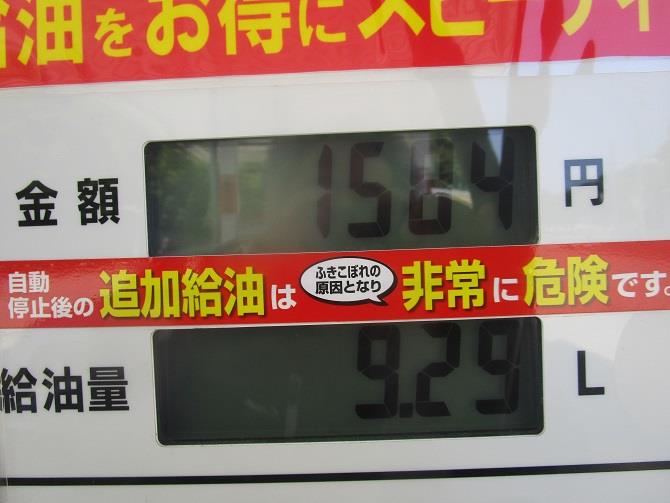 給油をお得にスピーディ
金額 1564 円
自動
停止後の 追加給油は ふきこぼれの
原因となり 非常に危険です。
給油量 9.29 L